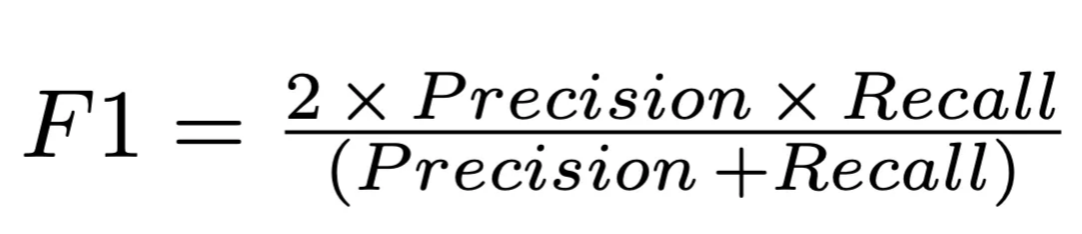 F1 = 2 × Precision × Recall
(Precision +Recall)